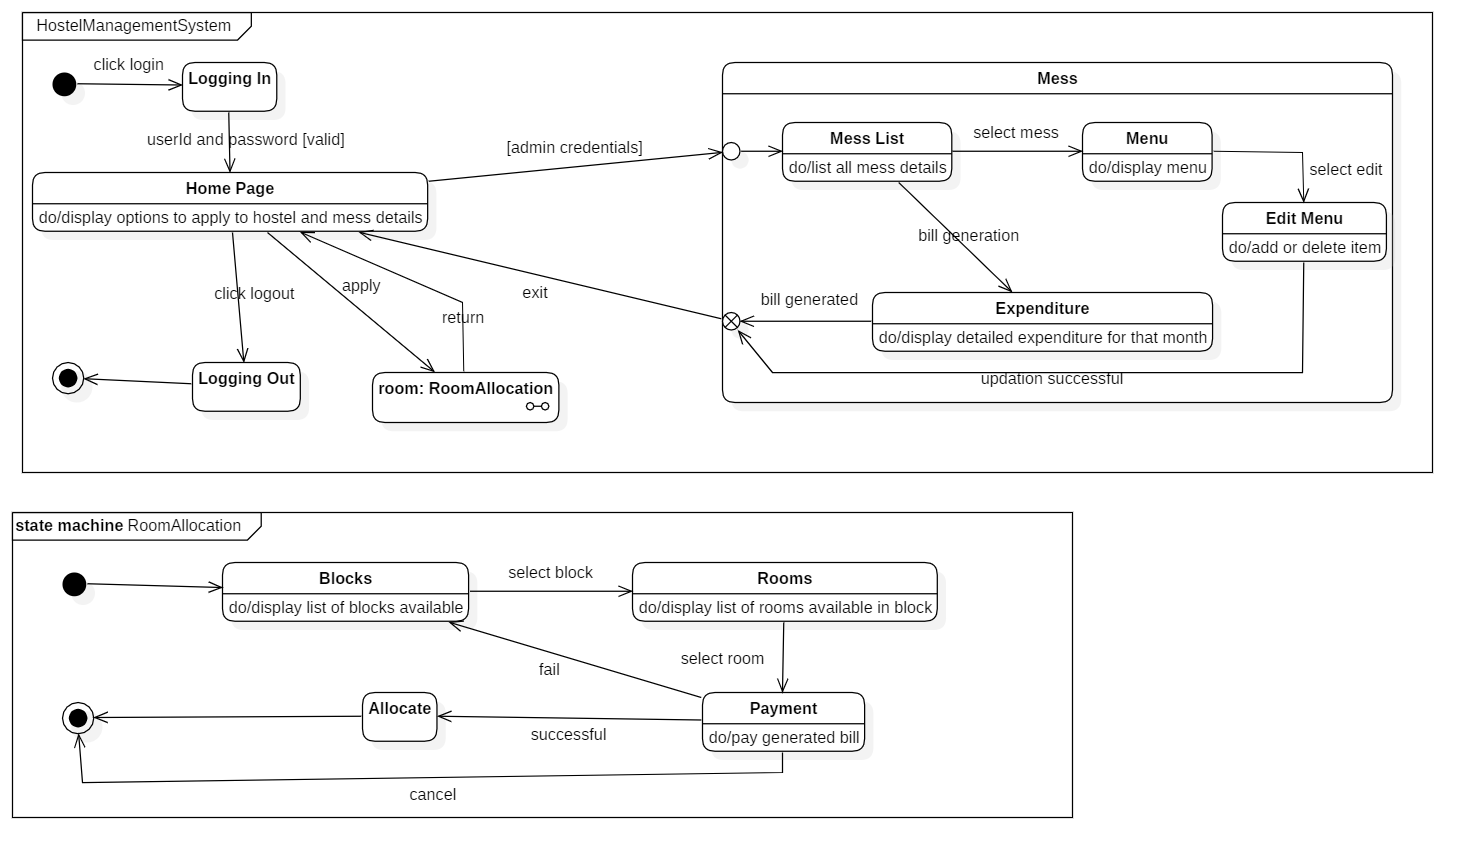 HostelManagementSystem
click login
Logging In
Mess
userId and password [valid]
[admin credentials]
Mess List
do/list all mess details
select mess
Menu
do/display menu
select edit
Home Page
do/display options to apply to hostel and mess details
Edit Menu
do/add or delete item
bill generation
click logout
apply
exit
return
bill generated
Expenditure
do/display detailed expenditure for that month
Logging Out
room: RoomAllocation
updation successful
state machine RoomAllocation
Blocks
do/display list of blocks available
select block
Rooms
do/display list of rooms available in block
select room
fail
Allocate
successful
Payment
do/pay generated bill
cancel